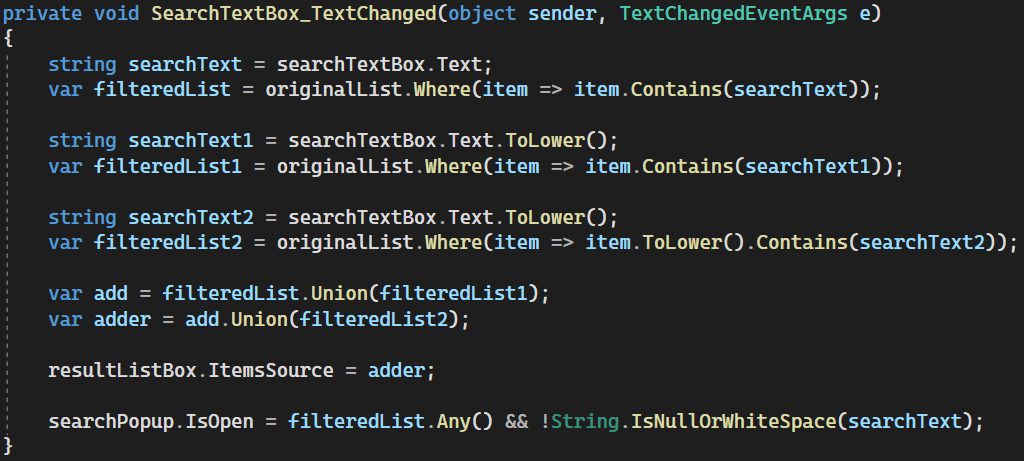 private void SearchTextBox_TextChanged(object sender, TextChangedEventArgs e)
{
string searchText = searchTextBox.Text;
var filteredList = originalList.Where(item => item.Contains(searchText));
string searchText1 = searchTextBox.Text.ToLower();
var filteredList1 = originalList.Where(item => item.Contains(searchText1));
string searchText2 = searchTextBox.Text.ToLower();
var filteredList2 = originalList.Where(item => item.ToLower().Contains(searchText2));
var add = filteredList.Union(filteredList1);
var adder = add.Union(filteredList2);
resultListBox.ItemsSource = adder;
searchPopup.IsOpen = filteredList.Any() && !String.IsNullOrWhiteSpace(searchText);
}